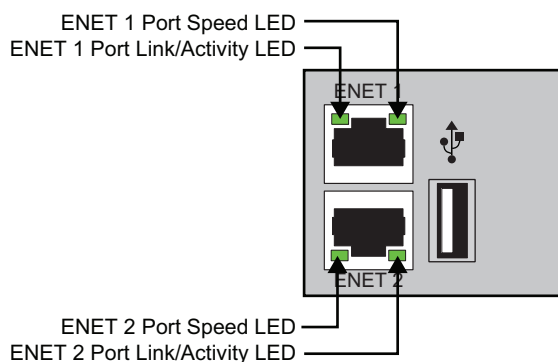 ENET 1 Port Speed LED
ENET 1 Port Link/Activity LED
ENET 1
ENET 2
ENET 2 Port Speed LED
ENET 2 Port Link/Activity LED